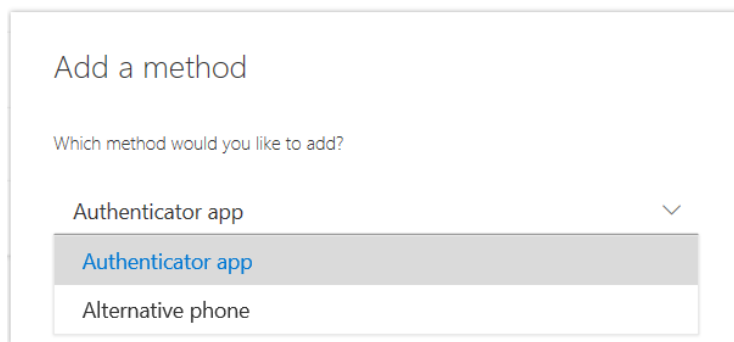 Add a method
Which method would you like to add?
Authenticator app
Authenticator app
Alternative phone